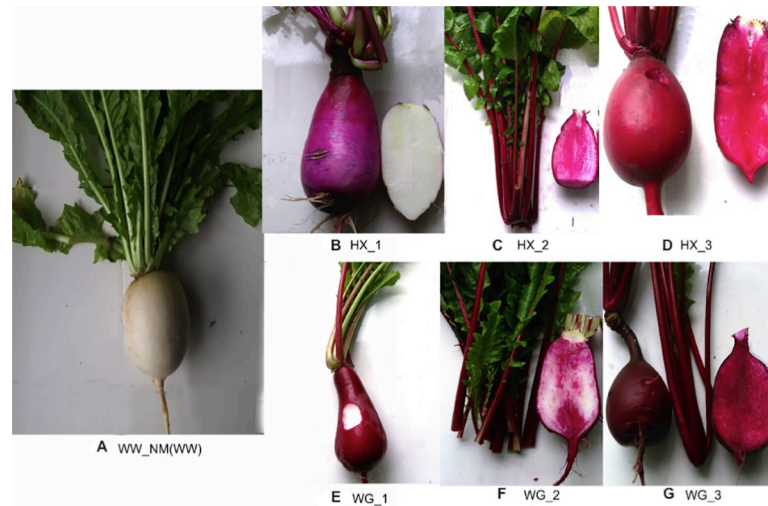 B HX_1
C HX_2
D HX_3
A WW_NM(WW)
E WG_1
F WG_2
G WG_3